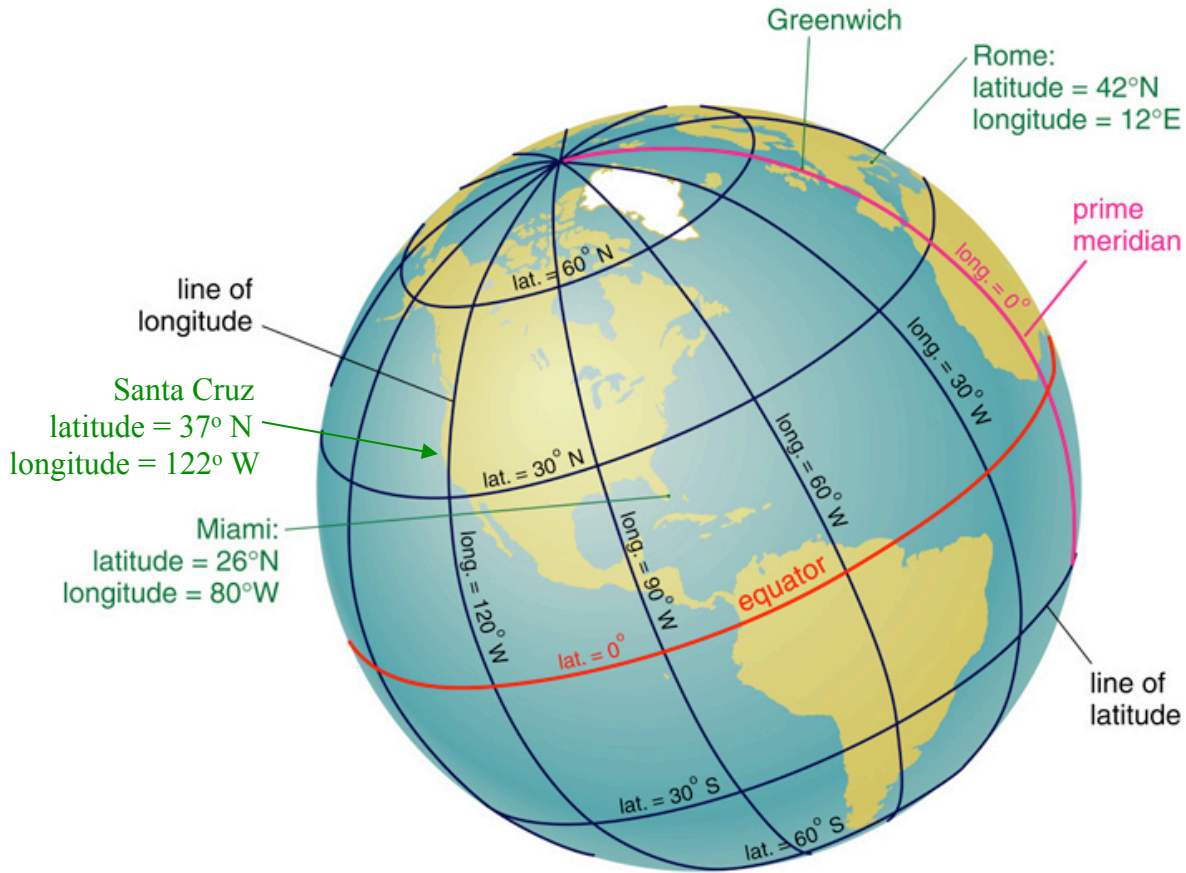 Greenwich
Rome:
latitude = 42°N
longitude = 12°E
prime
meridian
long. = 0°
lat. = 60° N
line of
longitude
long. = 30° W
Santa Cruz
latitude = 37° N
longitude = 122° W
lat. = 30° N
long. = 60° W
Miami:
latitude = 26°N
longitude = 80°W
long. = 120° W
long. = 90° W
equator
lat. = 0°
line of
latitude
lat. = 30° S
lat. = 60° S